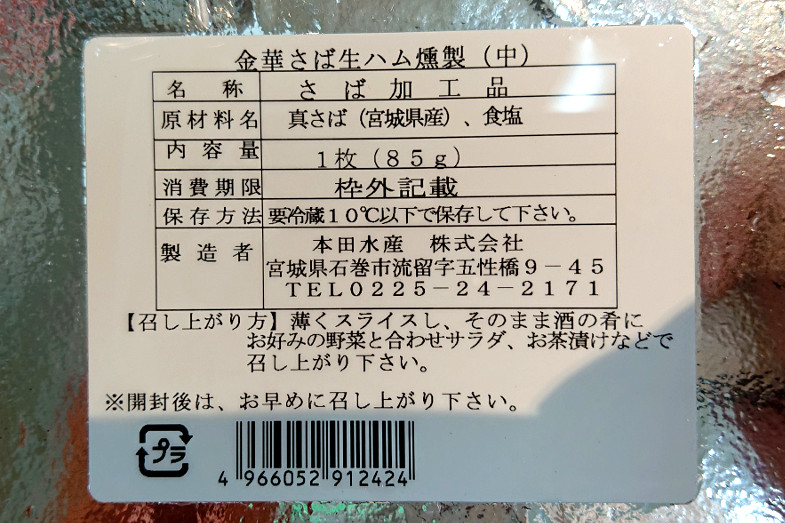 金華さば生ハム燻製（中）
名称 さば加工品
原材料名 真さば（宮城県産）、食塩
内容量 1枚（85g）
消費期限 枠外記載
保存方法 要冷蔵10℃以下で保存して下さい。
製造者 本田水産 株式会社
宮城県石巻市流留字五性橋9－45
TEL0225－24－2171
【召し上がり方】薄くスライスし、そのまま酒の肴に
お好みの野菜と合わせサラダ、お茶漬けなどで
召し上がり下さい。
※開封後は、お早めに召し上がり下さい。
プラ
4 966052 912424